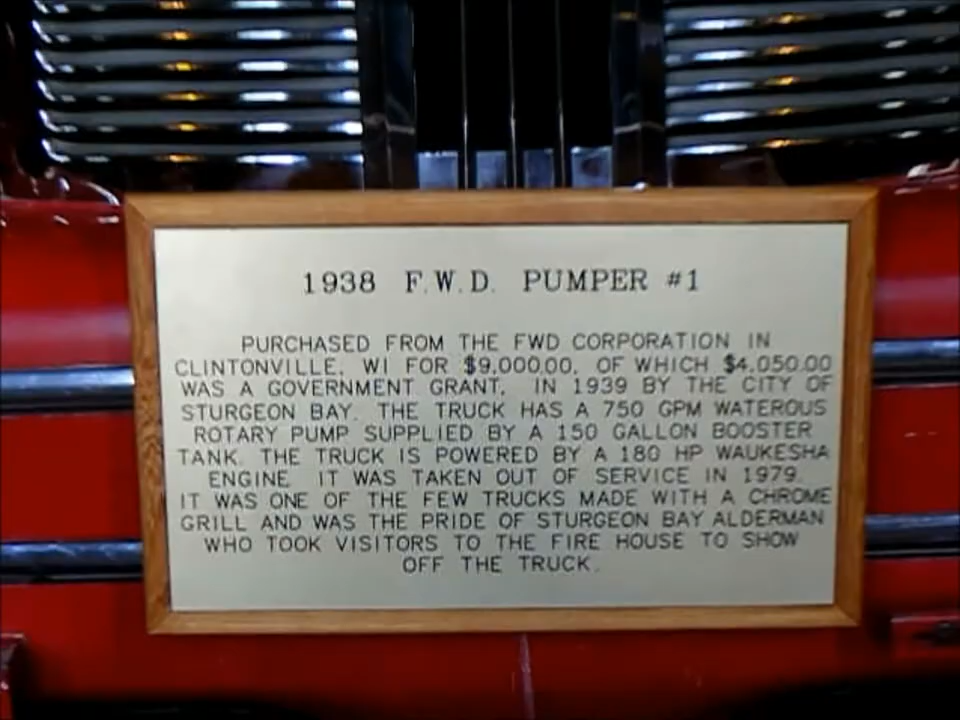 1938 F.W.D. PUMPER #1
PURCHASED FROM THE FWD CORPORATION IN
CLINTONVILLE, WI FOR $9,000.00, OF WHICH $4,050.00
WAS A GOVERNMENT GRANT, IN 1939 BY THE CITY OF
STURGEON BAY. THE TRUCK HAS A 750 GPM WATEROUS
ROTARY PUMP SUPPLIED BY A 150 GALLON BOOSTER
TANK. THE TRUCK IS POWERED BY A 180 HP WAUKESHA
ENGINE. IT WAS TAKEN OUT OF SERVICE IN 1979.
IT WAS ONE OF THE FEW TRUCKS MADE WITH A CHROME
GRILL AND WAS THE PRIDE OF STURGEON BAY ALDERMAN
WHO TOOK VISITORS TO THE FIRE HOUSE TO SHOW
OFF THE TRUCK.